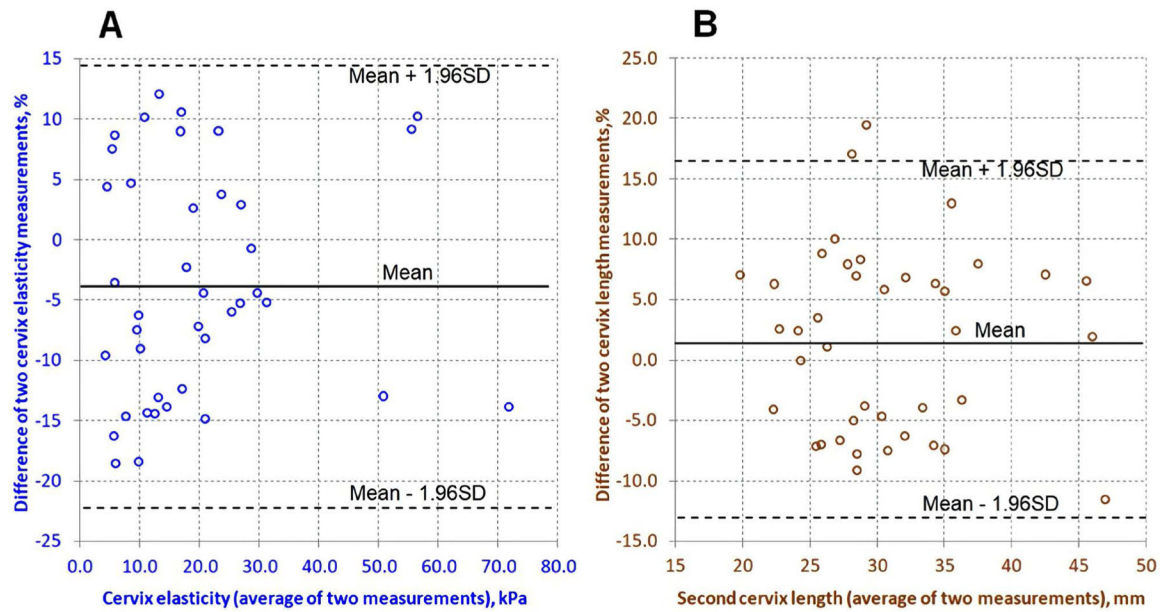 A
Difference of two cervix elasticity measurements, %
15
10
5
0
-5
-10
-15
-20
-25
Mean + 1.96SD
Mean
Mean - 1.96SD
0.0 10.0 20.0 30.0 40.0 50.0 60.0 70.0 80.0
Cervix elasticity (average of two measurements), kPa
B
Difference of two cervix length measurements,%
25.0
20.0
15.0
10.0
5.0
0.0
-5.0
-10.0
-15.0
Mean + 1.96SD
Mean
Mean - 1.96SD
15 20 25 30 35 40 45 50
Second cervix length (average of two measurements), mm